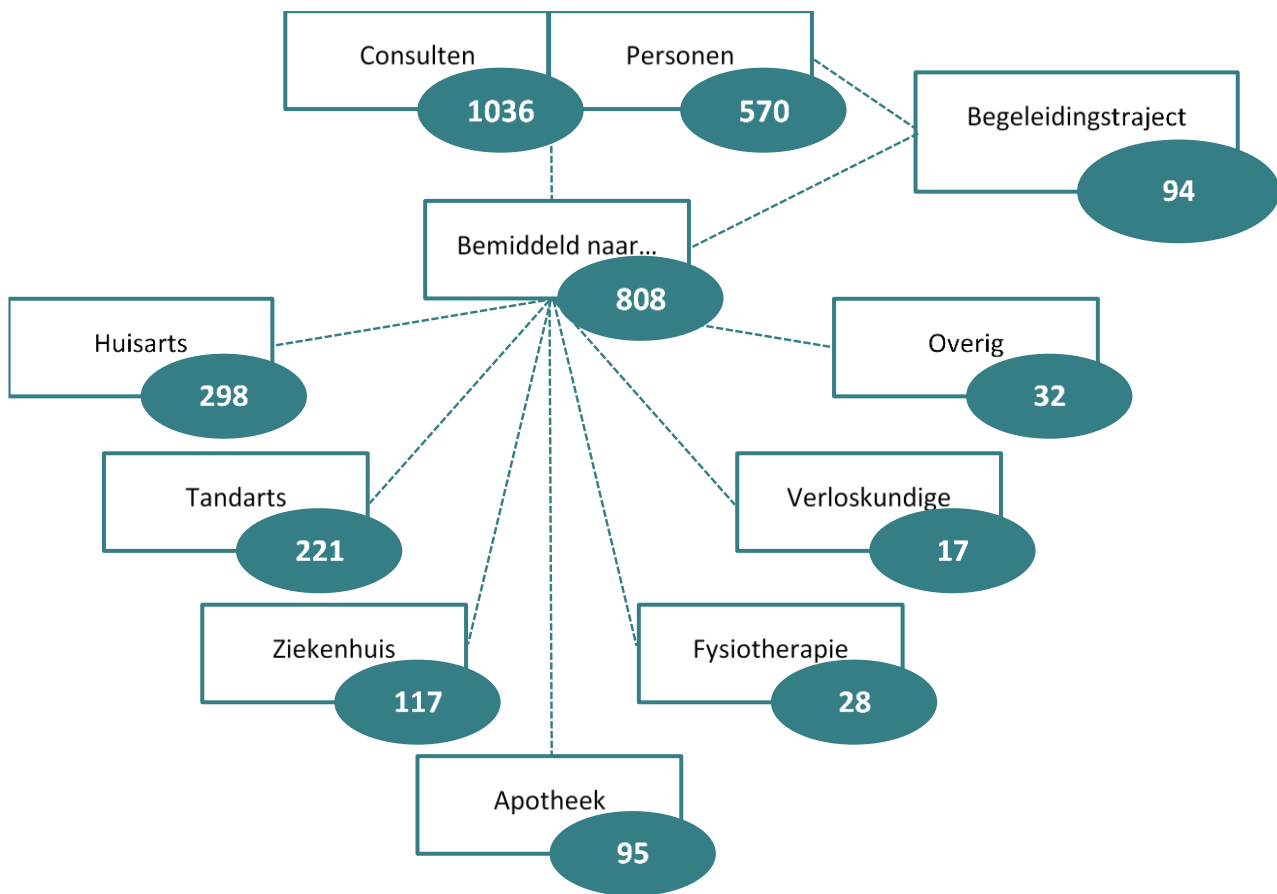 Consulten
1036
Personen
570
Begeleidingstraject
94
Bemiddeld naar...
808
Huisarts
298
Overig
32
Tandarts
221
Verloskundige
17
Ziekenhuis
117
Fysiotherapie
28
Apotheek
95